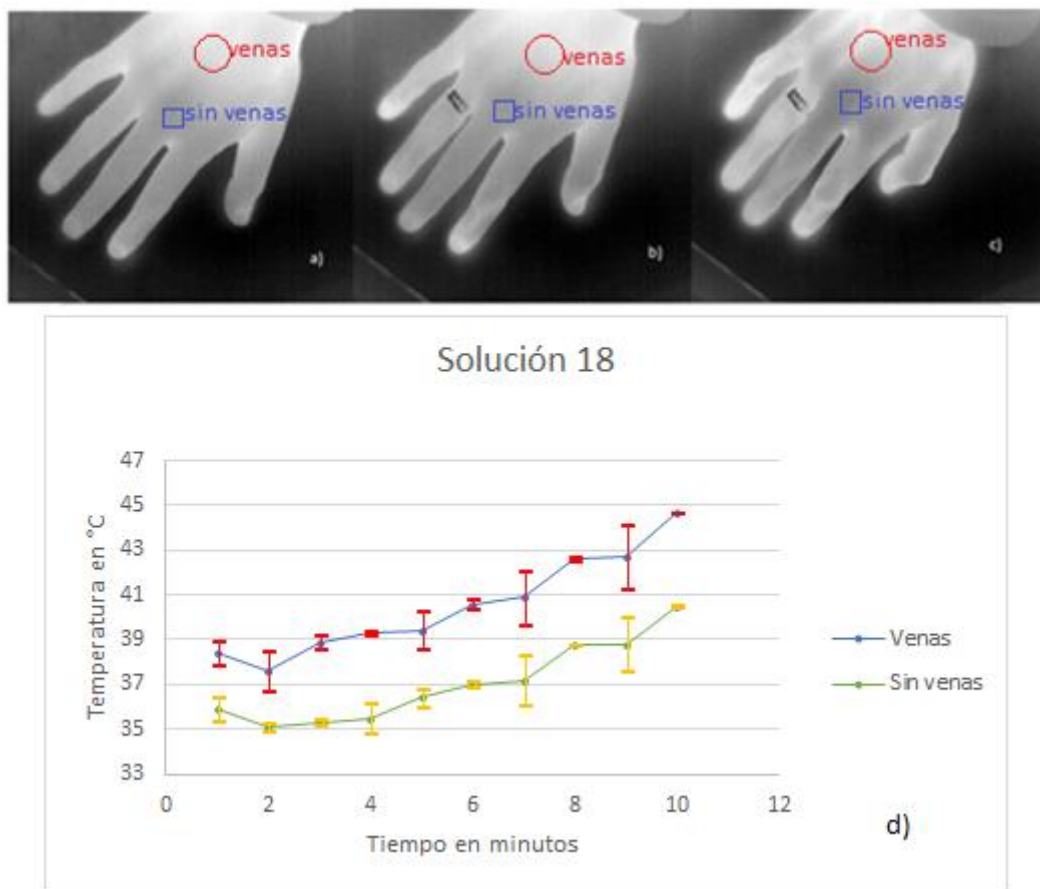 venas
sin venas
a)
venas
sin venas
b)
venas
sin venas
c)
Solución 18
Temperatura en °C
47
45
43
41
39
37
35
33
0 2 4 6 8 10 12
Tiempo en minutos
Venas
Sin venas
d)